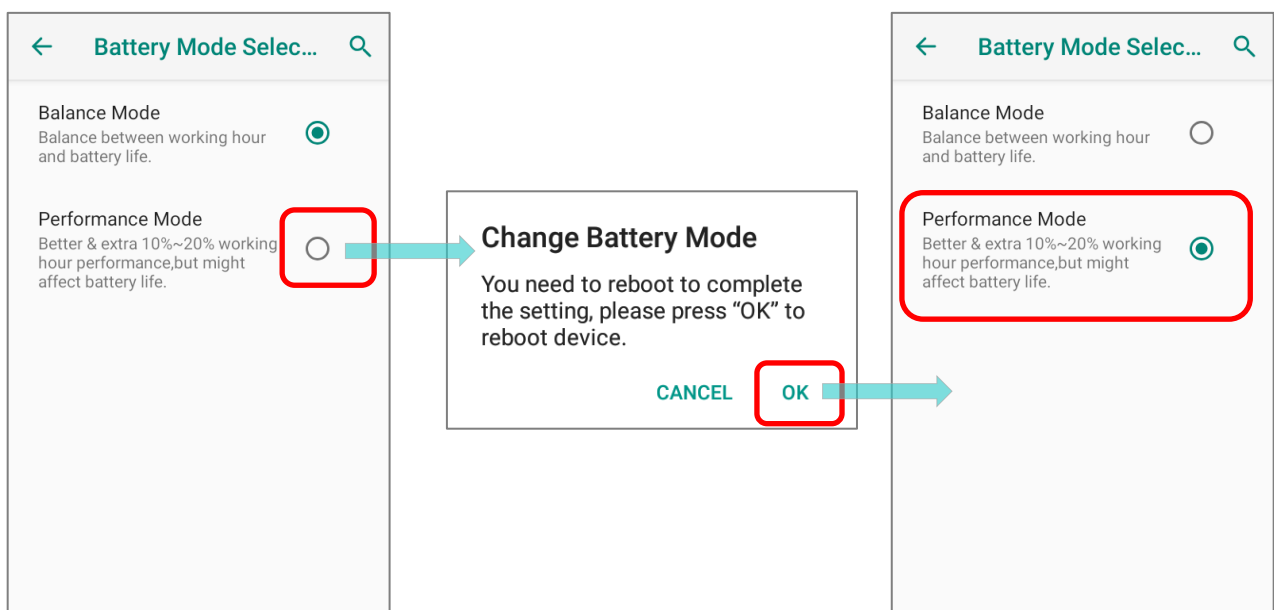 Battery Mode Selec...
Balance Mode
Balance between working hour
and battery life.
Performance Mode
Better & extra 10%~20% working
hour performance,but might
affect battery life.
Change Battery Mode
You need to reboot to complete
the setting, please press “OK” to
reboot device.
CANCEL OK
Battery Mode Selec...
Balance Mode
Balance between working hour
and battery life.
Performance Mode
Better & extra 10%~20% working
hour performance,but might
affect battery life.